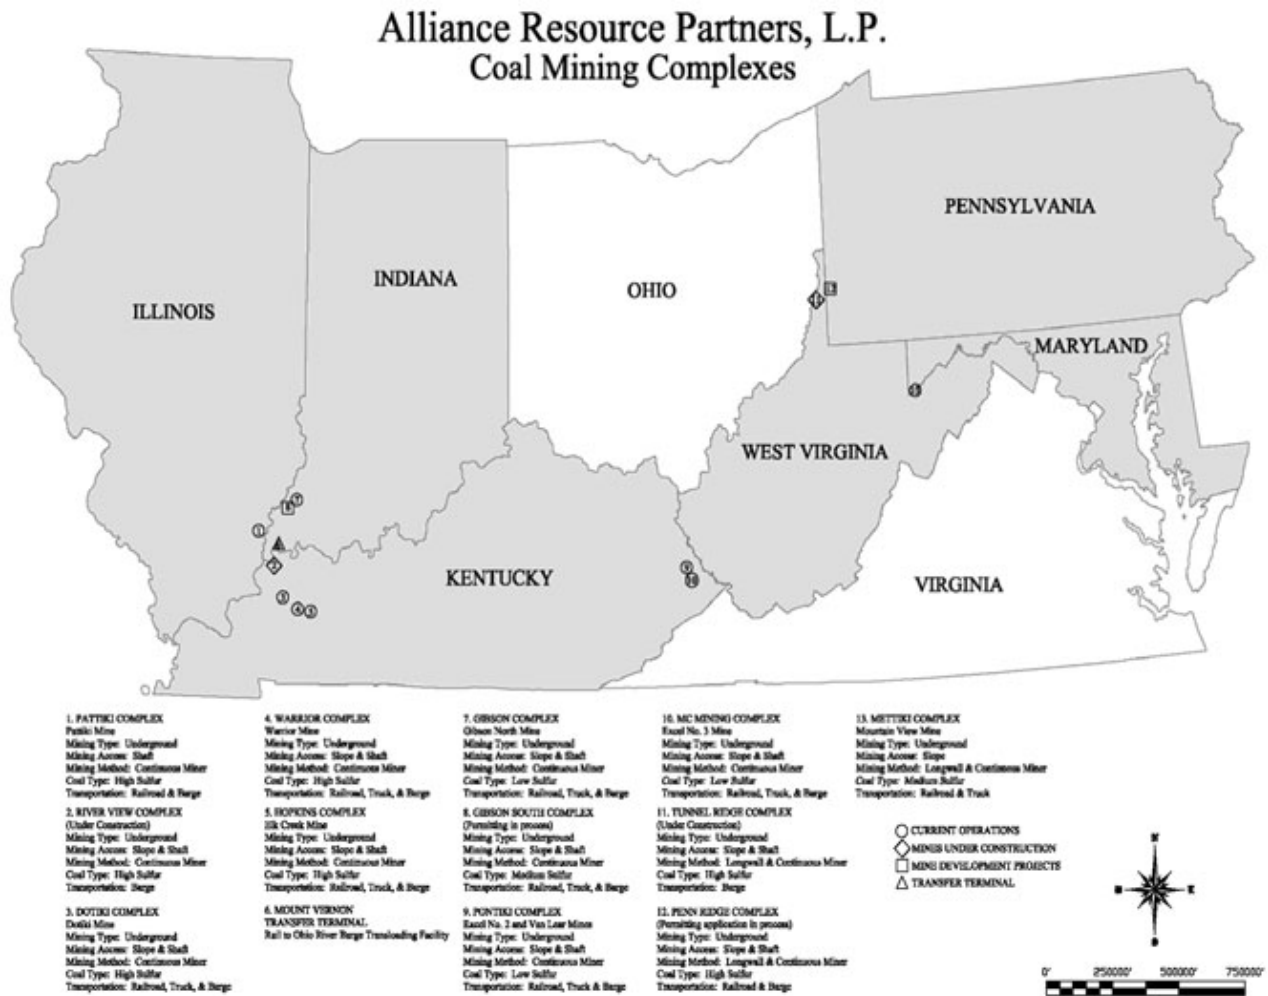 Alliance Resource Partners, L.P.
Coal Mining Complexes
PENNSYLVANIA
INDIANA
OHIO
ILLINOIS
MARYLAND
WEST VIRGINIA
KENTUCKY
VIRGINIA
1. PATTIKI COMPLEX
Pattiki Mine
Mining Type: Underground
Mining Access: Shaft
Mining Method: Continuous Miner
Coal Type: High Sulfur
Transportation: Railroad & Barge
2. RIVER VIEW COMPLEX
(Under Construction)
Mining Type: Underground
Mining Access: Slope & Shaft
Mining Method: Continuous Miner
Coal Type: High Sulfur
Transportation: Barge
3. DOTIKI COMPLEX
Dotiki Mine
Mining Type: Underground
Mining Access: Slope & Shaft
Mining Method: Continuous Miner
Coal Type: High Sulfur
Transportation: Railroad, Truck, & Barge
4. WARRIOR COMPLEX
Warrior Mine
Mining Type: Underground
Mining Access: Slope & Shaft
Mining Method: Continuous Miner
Coal Type: High Sulfur
Transportation: Railroad, Truck, & Barge
5. HOPKINS COMPLEX
Elk Creek Mine
Mining Type: Underground
Mining Access: Slope & Shaft
Mining Method: Continuous Miner
Coal Type: High Sulfur
Transportation: Railroad, Truck, & Barge
6. MOUNT VERNON
TRANSFER TERMINAL
Rail to Ohio River Barge Transloading Facility
7. GIBSON COMPLEX
Gibson North Mine
Mining Type: Underground
Mining Access: Slope & Shaft
Mining Method: Continuous Miner
Coal Type: Low Sulfur
Transportation: Railroad, Truck, & Barge
8. GIBSON SOUTH COMPLEX
(Permitting in process)
Mining Type: Underground
Mining Access: Slope & Shaft
Mining Method: Continuous Miner
Coal Type: Medium Sulfur
Transportation: Railroad, Truck, & Barge
9. PONTIKI COMPLEX
Excel No. 2 and Van Lear Mines
Mining Type: Underground
Mining Access: Slope & Shaft
Mining Method: Continuous Miner
Coal Type: Low Sulfur
Transportation: Railroad, Truck & Barge
10. MC MINING COMPLEX
Excel No. 3 Mine
Mining Type: Underground
Mining Access: Slope & Shaft
Mining Method: Continuous Miner
Coal Type: Low Sulfur
Transportation: Railroad, Truck, & Barge
11. TUNNEL RIDGE COMPLEX
(Under Construction)
Mining Type: Underground
Mining Access: Slope & Shaft
Mining Method: Longwall & Continuous Miner
Coal Type: High Sulfur
Transportation: Barge
12. PENN RIDGE COMPLEX
(Permitting application in process)
Mining Type: Underground
Mining Access: Slope & Shaft
Mining Method: Longwall & Continuous Miner
Coal Type: High Sulfur
Transportation: Railroad & Barge
13. METTIKI COMPLEX
Mountain View Mine
Mining Type: Underground
Mining Access: Slope
Mining Method: Longwall & Continuous Miner
Coal Type: Medium Sulfur
Transportation: Railroad & Truck
CURRENT OPERATIONS
MINES UNDER CONSTRUCTION
MINE DEVELOPMENT PROJECTS
TRANSFER TERMINAL
N
E
0' 250000' 500000' 750000'